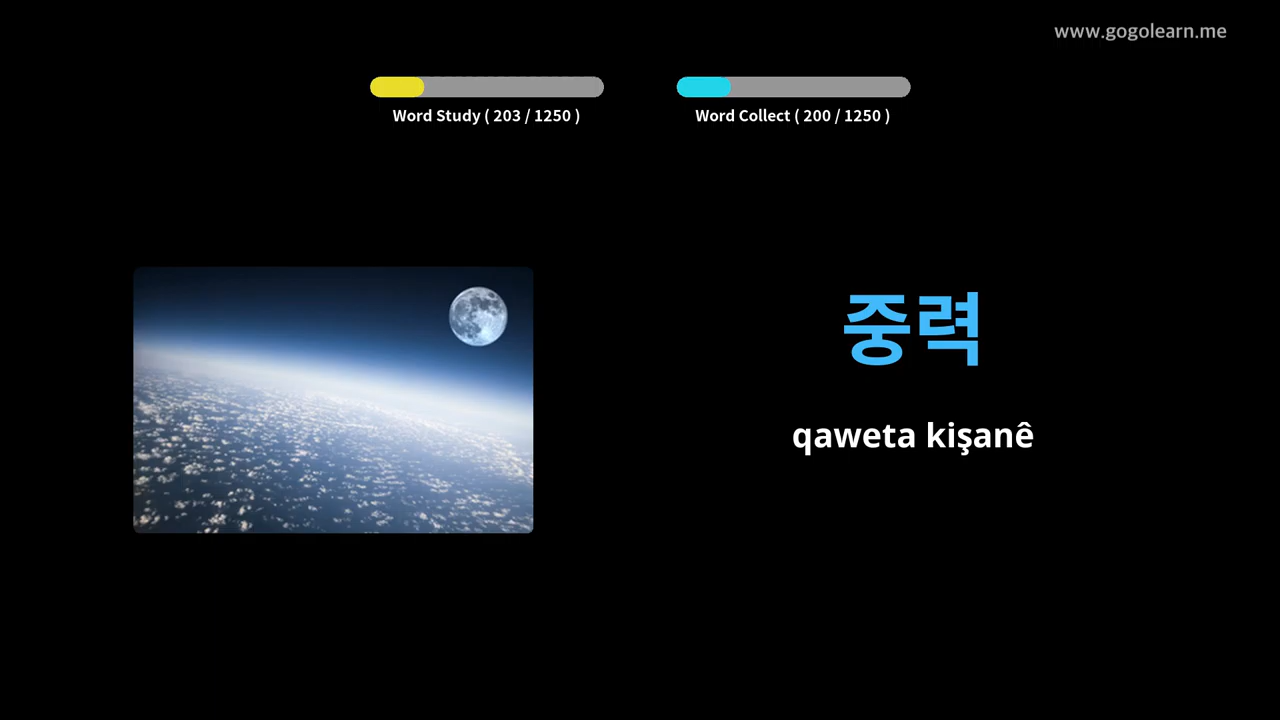 www.gogolearn.me
Word Study ( 203 / 1250 )
Word Collect ( 200 / 1250 )
중력
qaweta kişanê